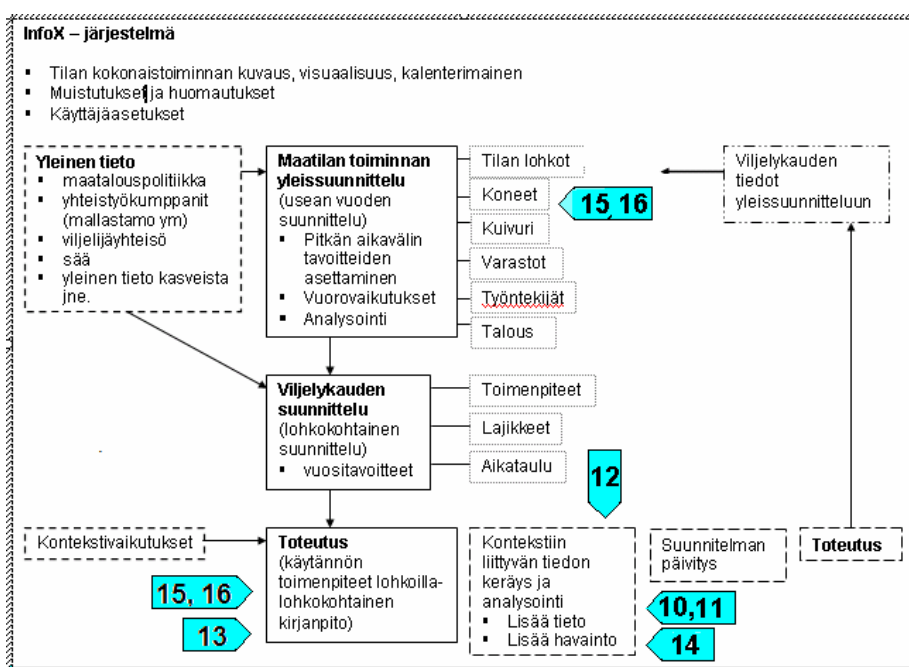 InfoX – järjestelmä
▪ Tilan kokonaistoiminnan kuvaus, visuaalisuus, kalenterimainen
▪ Muistutukset ja huomautukset
▪ Käyttäjäasetukset
Yleinen tieto
▪ maatalouspolitiikka
▪ yhteistyökumppanit
(mallastamo ym)
▪ viljelijäyhteisö
▪ sää
▪ yleinen tieto kasveista
jne.
Maatilan toiminnan
yleissuunnittelu
(usean vuoden
suunnittelu)
▪ Pitkän aikavälin
tavoitteiden
asettaminen
▪ Vuorovaikutukset
▪ Analysointi
Tilan lohkot
Koneet
Kuivuri
Varastot
Työntekijät
Talous
15, 16
Viljelykauden
tiedot
yleissuunnitteluun
Viljelykauden
suunnittelu
(lohkokohtainen
suunnittelu)
▪ vuositavoitteet
Toimenpiteet
Lajikkeet
Aikataulu
12
Kontekstivaikutukset
15, 16
13
Toteutus
(käytännön
toimenpiteet lohkoilla-
lohkokohtainen
kirjanpito)
Kontekstiin
liittyvän tiedon
keräys ja
analysointi
▪ Lisää tieto
▪ Lisää havainto
10,11
14
Suunnitelman
päivitys
Toteutus